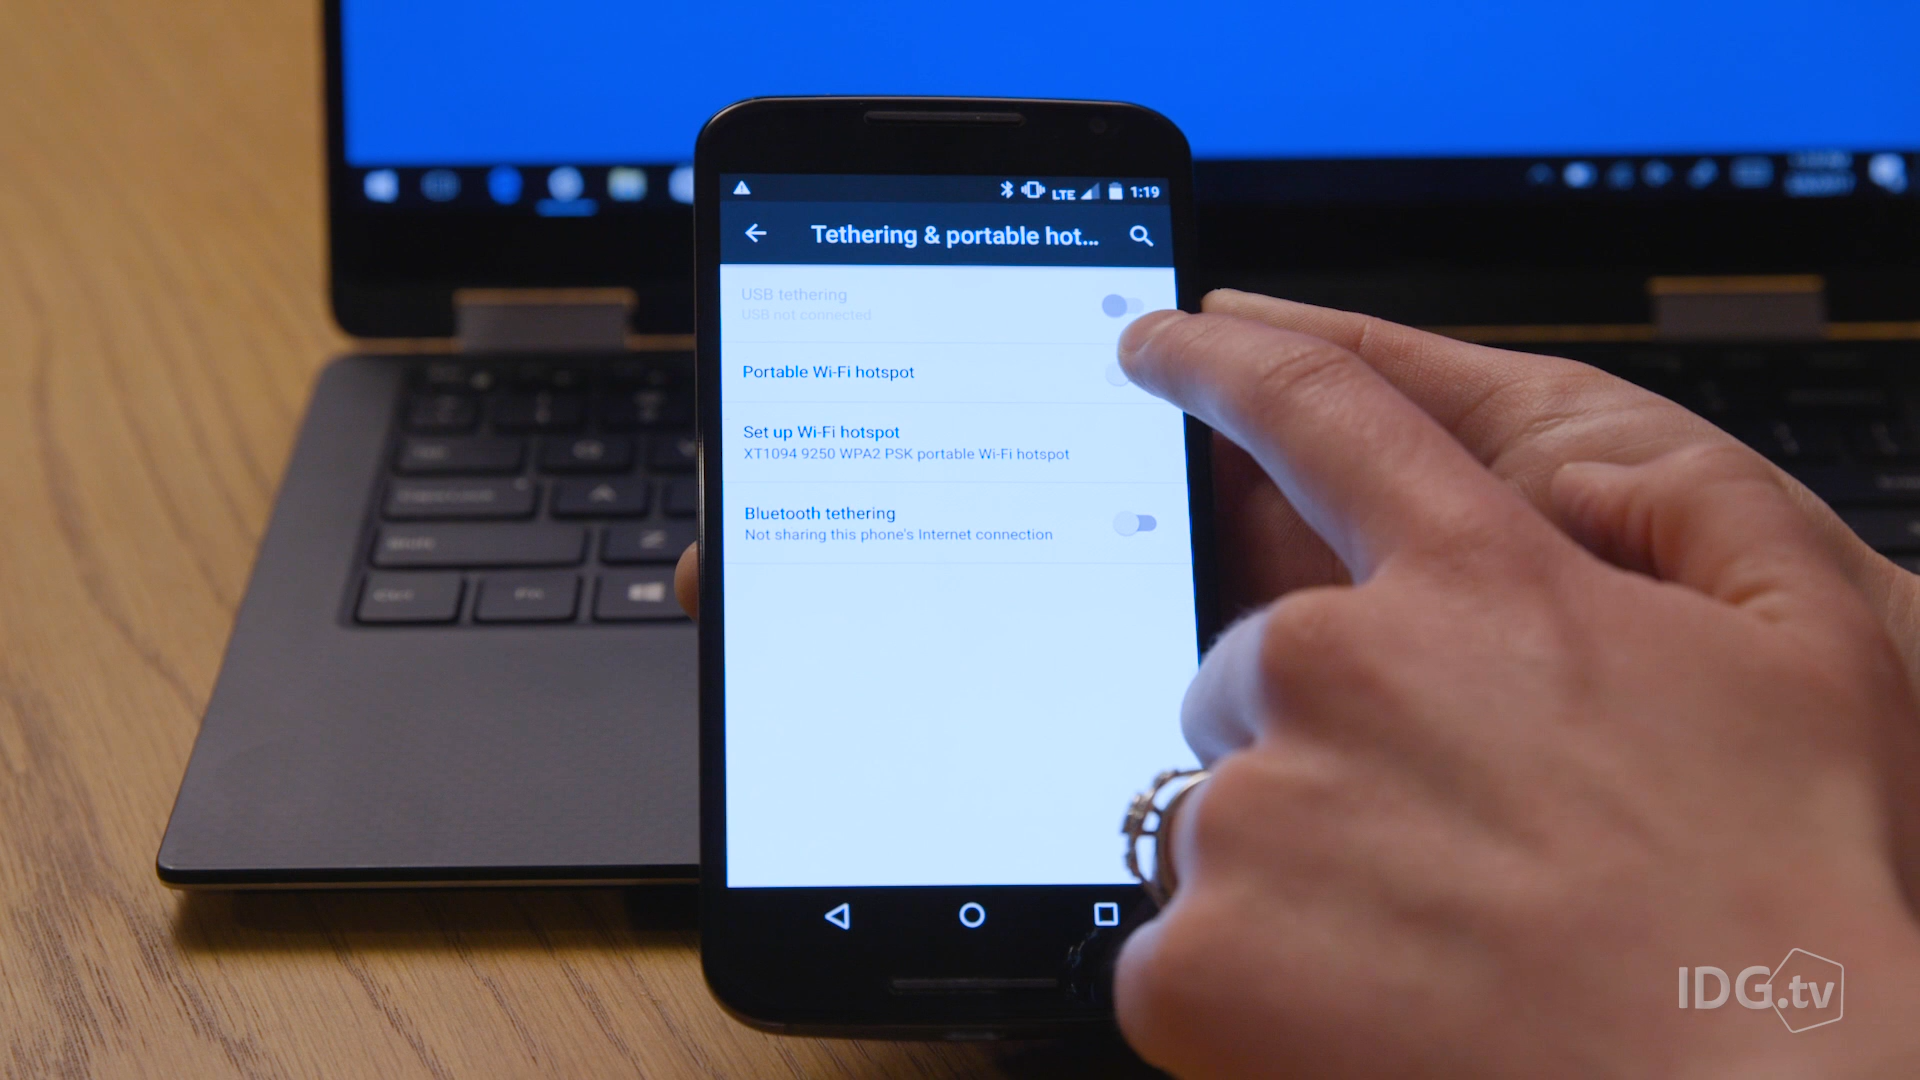 LTE 1:19
Tethering & portable hot...
USB tethering
USB not connected
Portable Wi-Fi hotspot
Set up Wi-Fi hotspot
XT1094 9250 WPA2 PSK portable Wi-Fi hotspot
Bluetooth tethering
Not sharing this phone's Internet connection
Ctrl
Fn
IDG.tv